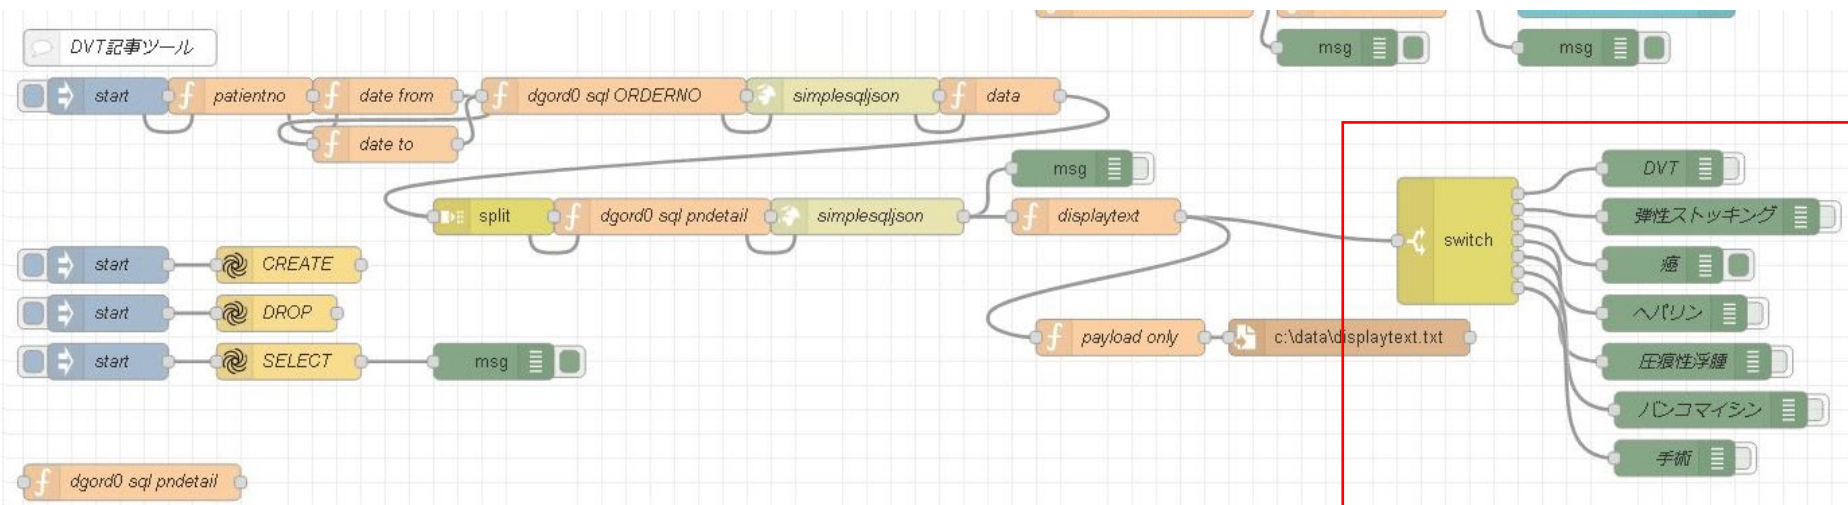 msg
msg
DVT記事ツール
start
patientno
date from
dgord0 sql ORDERNO
simplesqljson
data
date to
msg
DVT
split
dgord0 sql pndetail
simplesqljson
displaytext
弾性ストッキング
switch
start
CREATE
癌
start
DROP
ヘパリン
payload only
c:\data\displaytext.txt
start
SELECT
msg
圧痕性浮腫
バンコマイシン
手術
dgord0 sql pndetail